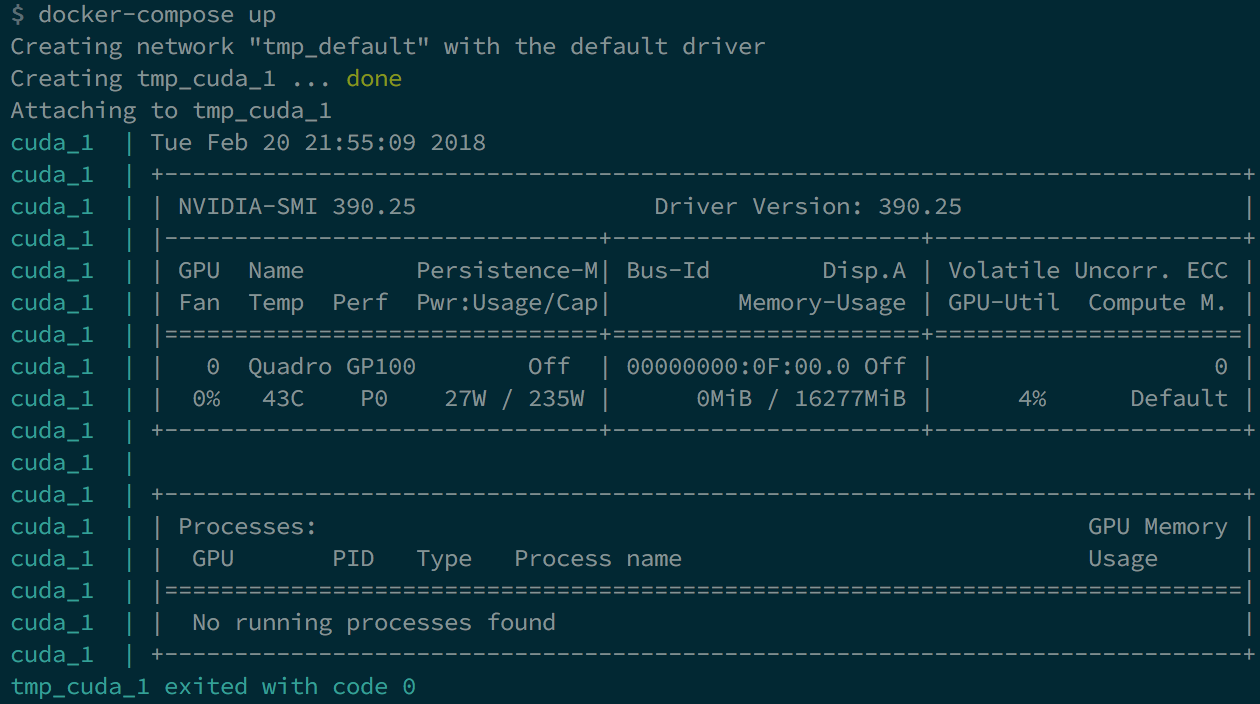 $ docker-compose up
Creating network "tmp_default" with the default driver
Creating tmp_cuda_1 ... done
Attaching to tmp_cuda_1
cuda_1  | Tue Feb 20 21:55:09 2018
cuda_1  | +-----------------------------------------------------------------------------+
cuda_1  | | NVIDIA-SMI 390.25                 Driver Version: 390.25                    |
cuda_1  | |-------------------------------+----------------------+----------------------+
cuda_1  | | GPU  Name        Persistence-M| Bus-Id        Disp.A | Volatile Uncorr. ECC |
cuda_1  | | Fan  Temp  Perf  Pwr:Usage/Cap|         Memory-Usage | GPU-Util  Compute M. |
cuda_1  | |===============================+======================+======================|
cuda_1  | |   0  Quadro GP100        Off  | 00000000:0F:00.0 Off |                    0 |
cuda_1  | |  0%   43C    P0    27W / 235W |      0MiB / 16277MiB |      4%      Default |
cuda_1  | +-------------------------------+----------------------+----------------------+
cuda_1  |
cuda_1  | +-----------------------------------------------------------------------------+
cuda_1  | | Processes:                                                       GPU Memory |
cuda_1  | |  GPU       PID   Type   Process name                             Usage      |
cuda_1  | |=============================================================================|
cuda_1  | |  No running processes found                                                 |
cuda_1  | +-----------------------------------------------------------------------------+
tmp_cuda_1 exited with code 0